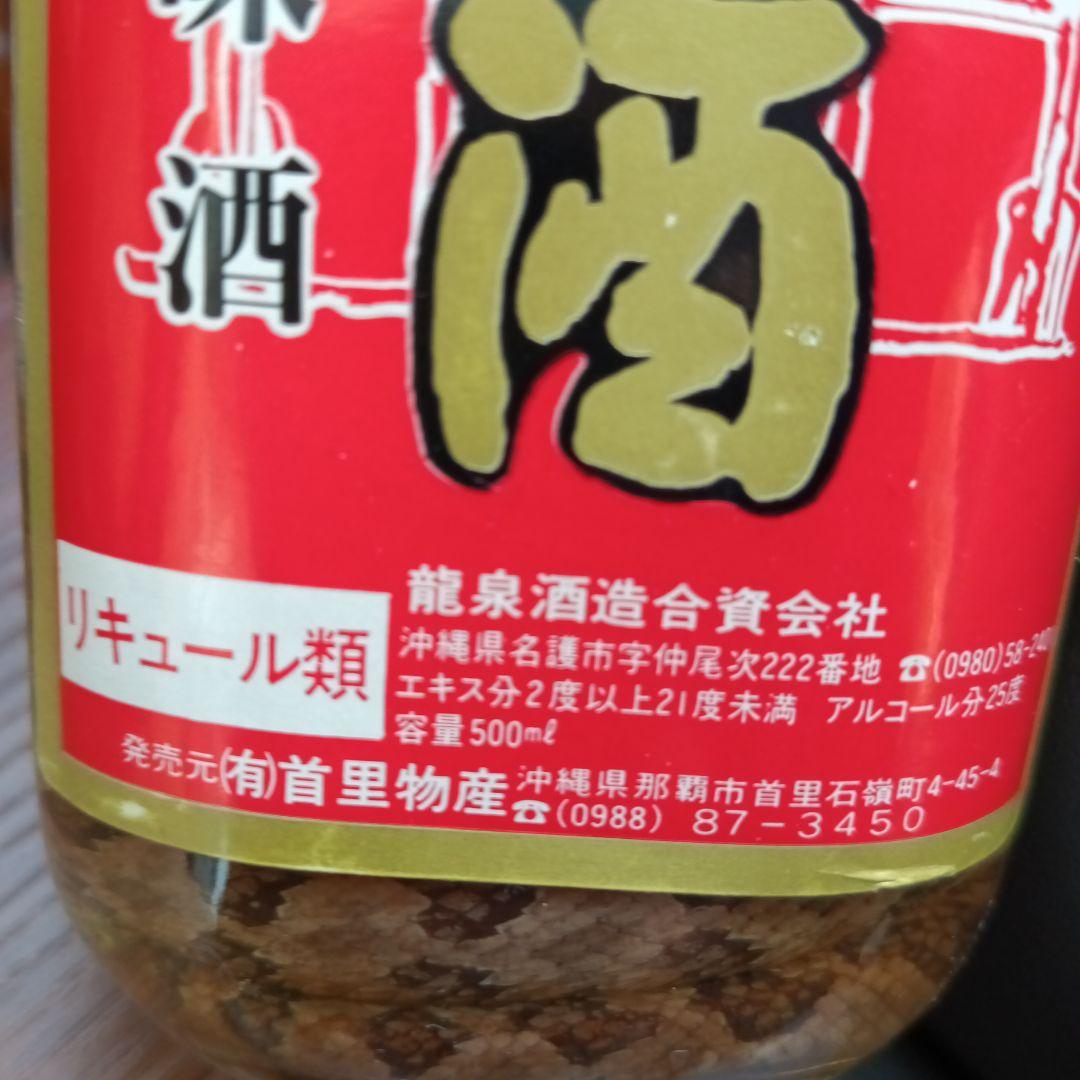 酒
味酒
リキュール類
龍泉酒造合資会社
沖縄県名護市字仲尾次222番地 ☎(0980)58-240
エキス分2度以上21度未満 アルコール分25度
容量500ml
発売元(有)首里物産 沖縄県那覇市首里石嶺町4-45-4
☎(0988) 87-3450